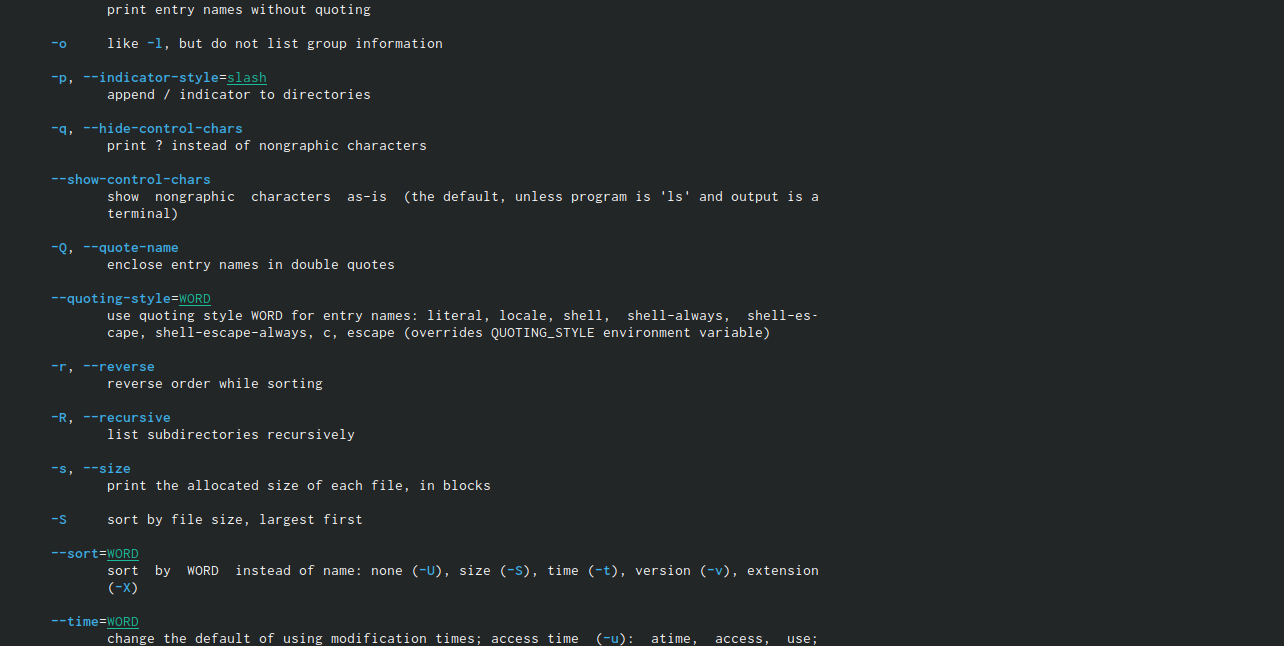 print entry names without quoting
-o     like -l, but do not list group information
-p, --indicator-style=slash
append / indicator to directories
-q, --hide-control-chars
print ? instead of nongraphic characters
--show-control-chars
show  nongraphic  characters  as-is  (the default, unless program is 'ls' and output is a
terminal)
-Q, --quote-name
enclose entry names in double quotes
--quoting-style=WORD
use quoting style WORD for entry names: literal, locale, shell,  shell-always,  shell-es-
cape, shell-escape-always, c, escape (overrides QUOTING_STYLE environment variable)
-r, --reverse
reverse order while sorting
-R, --recursive
list subdirectories recursively
-s, --size
print the allocated size of each file, in blocks
-S     sort by file size, largest first
--sort=WORD
sort  by  WORD  instead of name: none (-U), size (-S), time (-t), version (-v), extension
(-X)
--time=WORD
change the default of using modification times; access time  (-u):  atime,  access,  use;